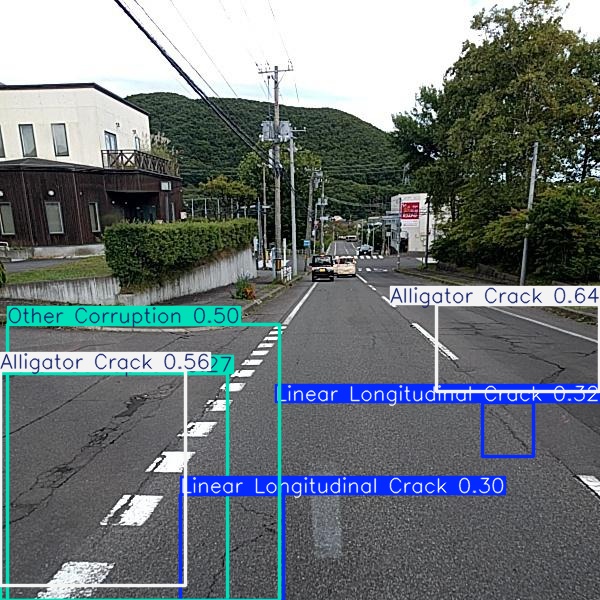 Alligator Crack 0.64
Other Corruption 0.50
Alligator Crack 0.56
27
Linear Longitudinal Crack 0.32
Linear Longitudinal Crack 0.30